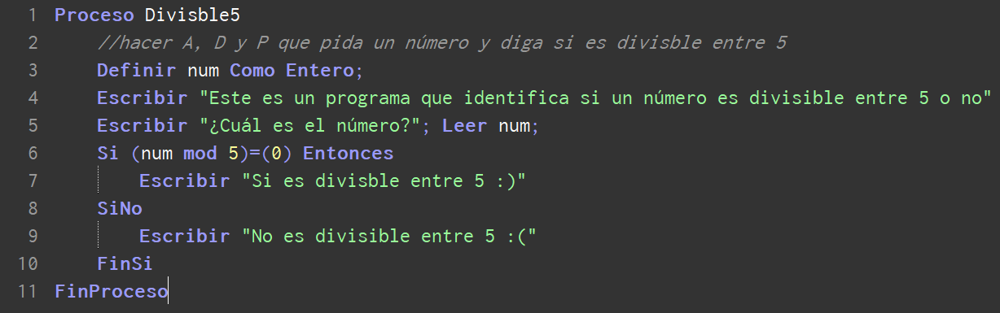 1 Proceso Divisble5
2 //hacer A, D y P que pida un número y diga si es divisble entre 5
3 Definir num Como Entero;
4 Escribir "Este es un programa que identifica si un número es divisible entre 5 o no"
5 Escribir "¿Cuál es el número?"; Leer num;
6 Si (num mod 5)=(0) Entonces
7 Escribir "Si es divisble entre 5 :)"
8 SiNo
9 Escribir "No es divisible entre 5 :("
10 FinSi
11 FinProceso